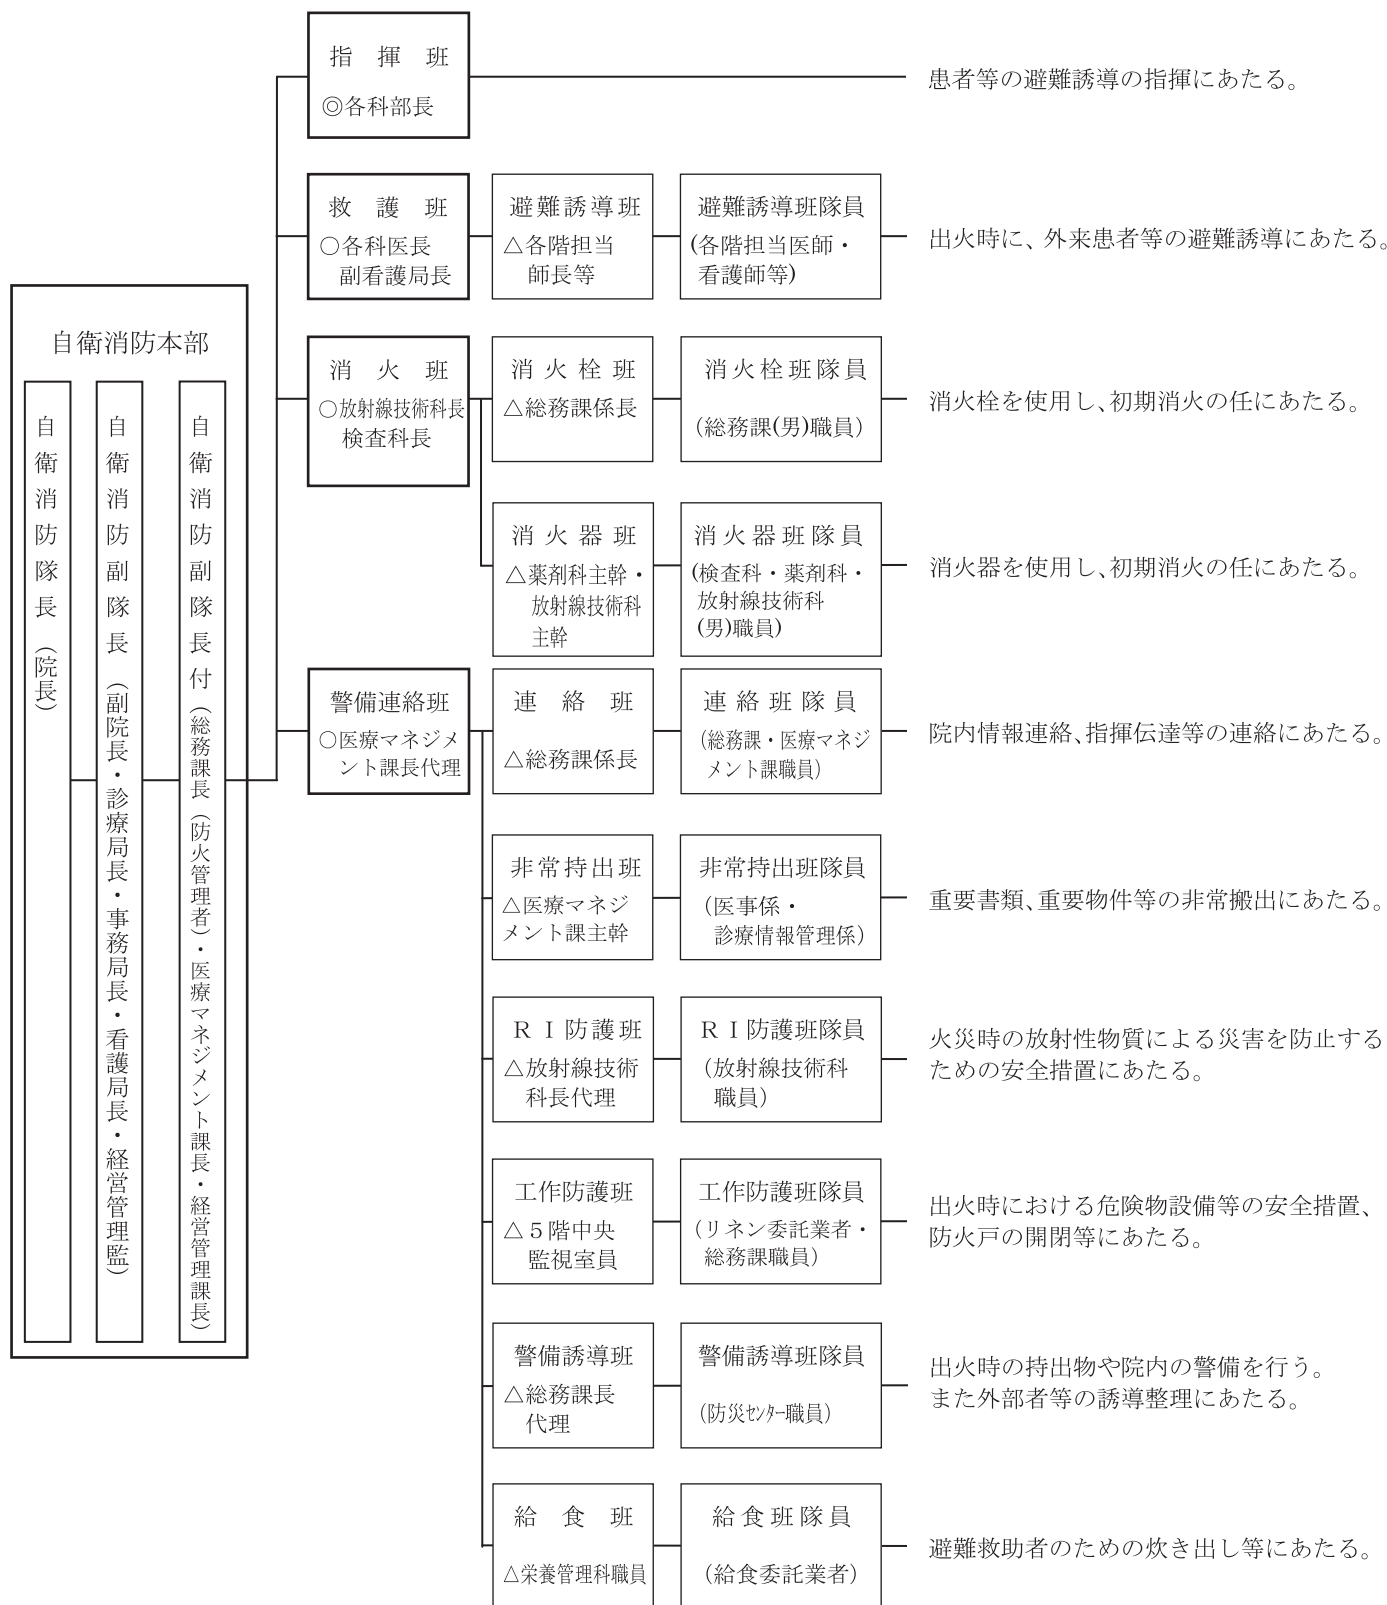 自衛消防本部
自衛消防隊長（院長）
自衛消防副隊長（副院長・診療局長・事務局長・看護局長・経営管理監）
自衛消防副隊長付（総務課長（防火管理者）・医療マネジメント課長・経営管理課長）
指揮班
◎各科部長
患者等の避難誘導の指揮にあたる。
救護班
○各科医長
副看護局長
避難誘導班
△各階担当
師長等
避難誘導班隊員
(各階担当医師・
看護師等)
出火時に、外来患者等の避難誘導にあたる。
消火班
○放射線技術科長
検査科長
消火栓班
△総務課係長
消火栓班隊員
（総務課(男)職員）
消火栓を使用し、初期消火の任にあたる。
消火器班
△薬剤科主幹・
放射線技術科
主幹
消火器班隊員
(検査科・薬剤科・
放射線技術科
(男)職員)
消火器を使用し、初期消火の任にあたる。
警備連絡班
○医療マネジメ
ント課長代理
連絡班
△総務課係長
連絡班隊員
（総務課・医療マネジ
メント課職員）
院内情報連絡、指揮伝達等の連絡にあたる。
非常持出班
△医療マネジ
メント課主幹
非常持出班隊員
（医事係・
診療情報管理係）
重要書類、重要物件等の非常搬出にあたる。
ＲＩ防護班
△放射線技術
科長代理
ＲＩ防護班隊員
（放射線技術科
職員）
火災時の放射性物質による災害を防止する
ための安全措置にあたる。
工作防護班
△５階中央
監視室員
工作防護班隊員
（リネン委託業者・
総務課職員）
出火時における危険物設備等の安全措置、
防火戸の開閉等にあたる。
警備誘導班
△総務課長
代理
警備誘導班隊員
（防災センター職員）
出火時の持出物や院内の警備を行う。
また外部者等の誘導整理にあたる。
給食班
△栄養管理科職員
給食班隊員
（給食委託業者）
避難救助者のための炊き出し等にあたる。